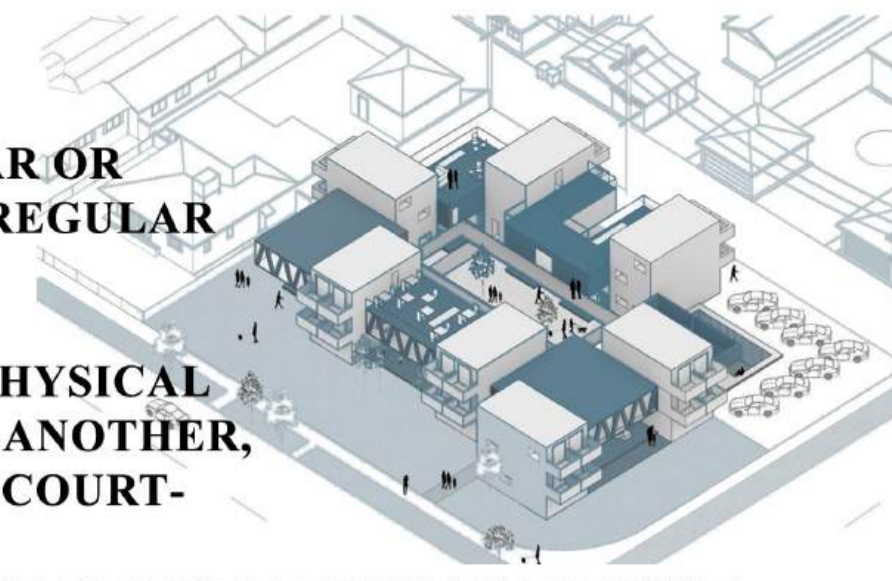 AR OR
REGULAR
HYSICAL
ANOTHER,
COURT-